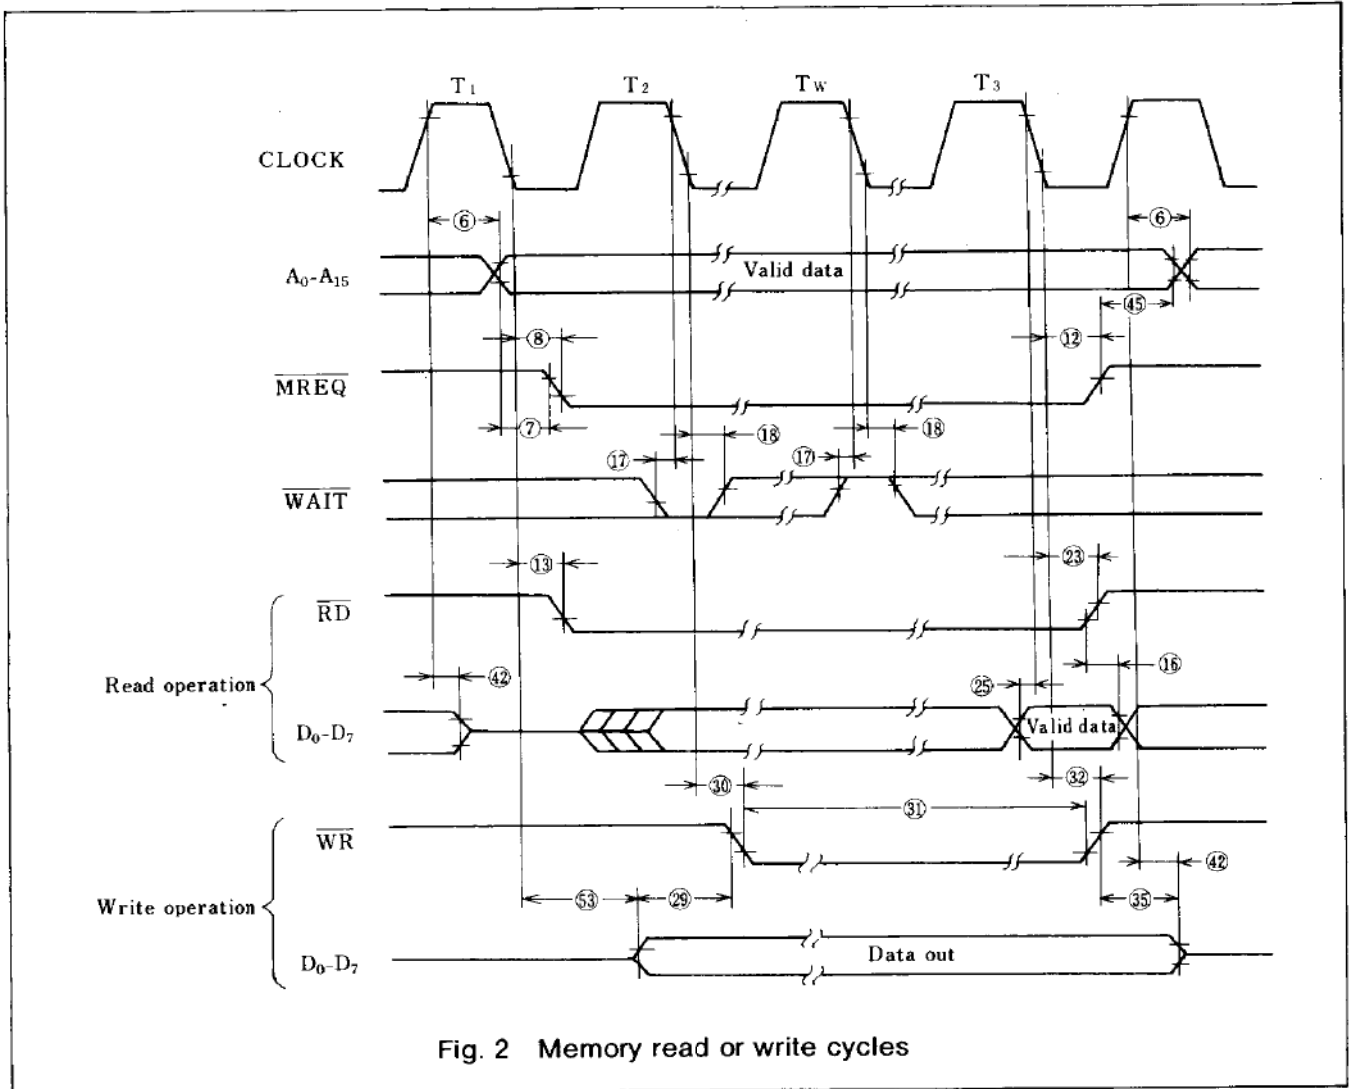 T1 T2 TW T3
CLOCK
⑥ ⑥
A0-A15 Valid data
㊺
⑧ ⑫
MREQ
⑦ ⑱ ⑱
⑰ ⑰
WAIT
⑬ ㉓
RD
Read operation ㊷ ㉕ ⑯
D0-D7 Valid data
㉚ ㉜
㉛
WR
㊷
Write operation 53 ㉙ ㉟
D0-D7 Data out
Fig. 2 Memory read or write cycles